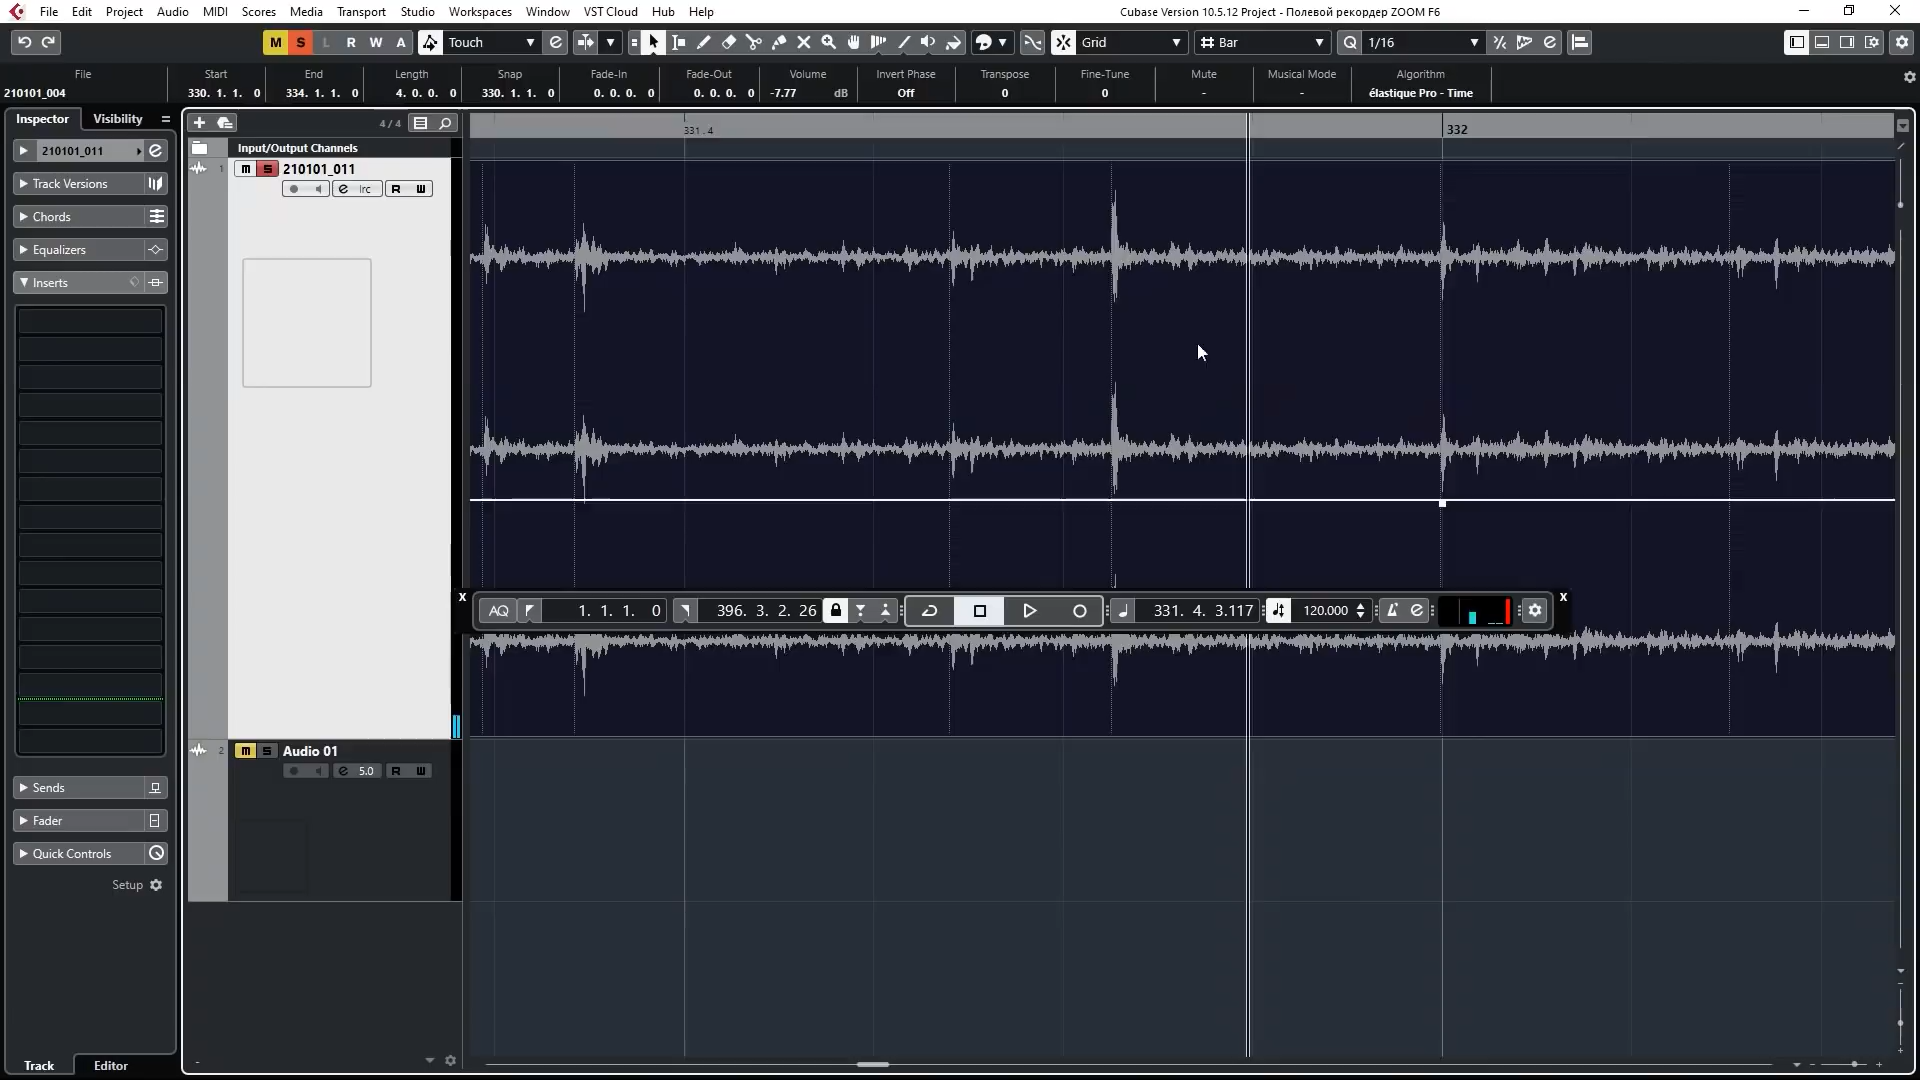 File Edit Project Audio MIDI Scores Media Transport Studio Workspaces Window VST Cloud Hub Help
Cubase Version 10.5.12 Project - Полевой рекордер ZOOM F6
M S L R W A Touch Grid Bar Q 1/16
File Start End Length Snap Fade-In Fade-Out Volume Invert Phase Transpose Fine-Tune Mute Musical Mode Algorithm
210101_004 330. 1. 1. 0 334. 1. 1. 0 4. 0. 0. 0 330. 1. 1. 0 0. 0. 0. 0 0. 0. 0. 0 -7.77 dB Off 0 0 - - élastique Pro - Time
Inspector Visibility
4 / 4
331.4
332
210101_011
Input/Output Channels
1 m S 210101_011
lrc R W
Track Versions
Chords
Equalizers
Inserts
x AQ 1. 1. 1. 0 396. 3. 2. 26 331. 4. 3.117 120.000 x
2 m S Audio 01
5.0 R W
Sends
Fader
Quick Controls
Setup
Track Editor